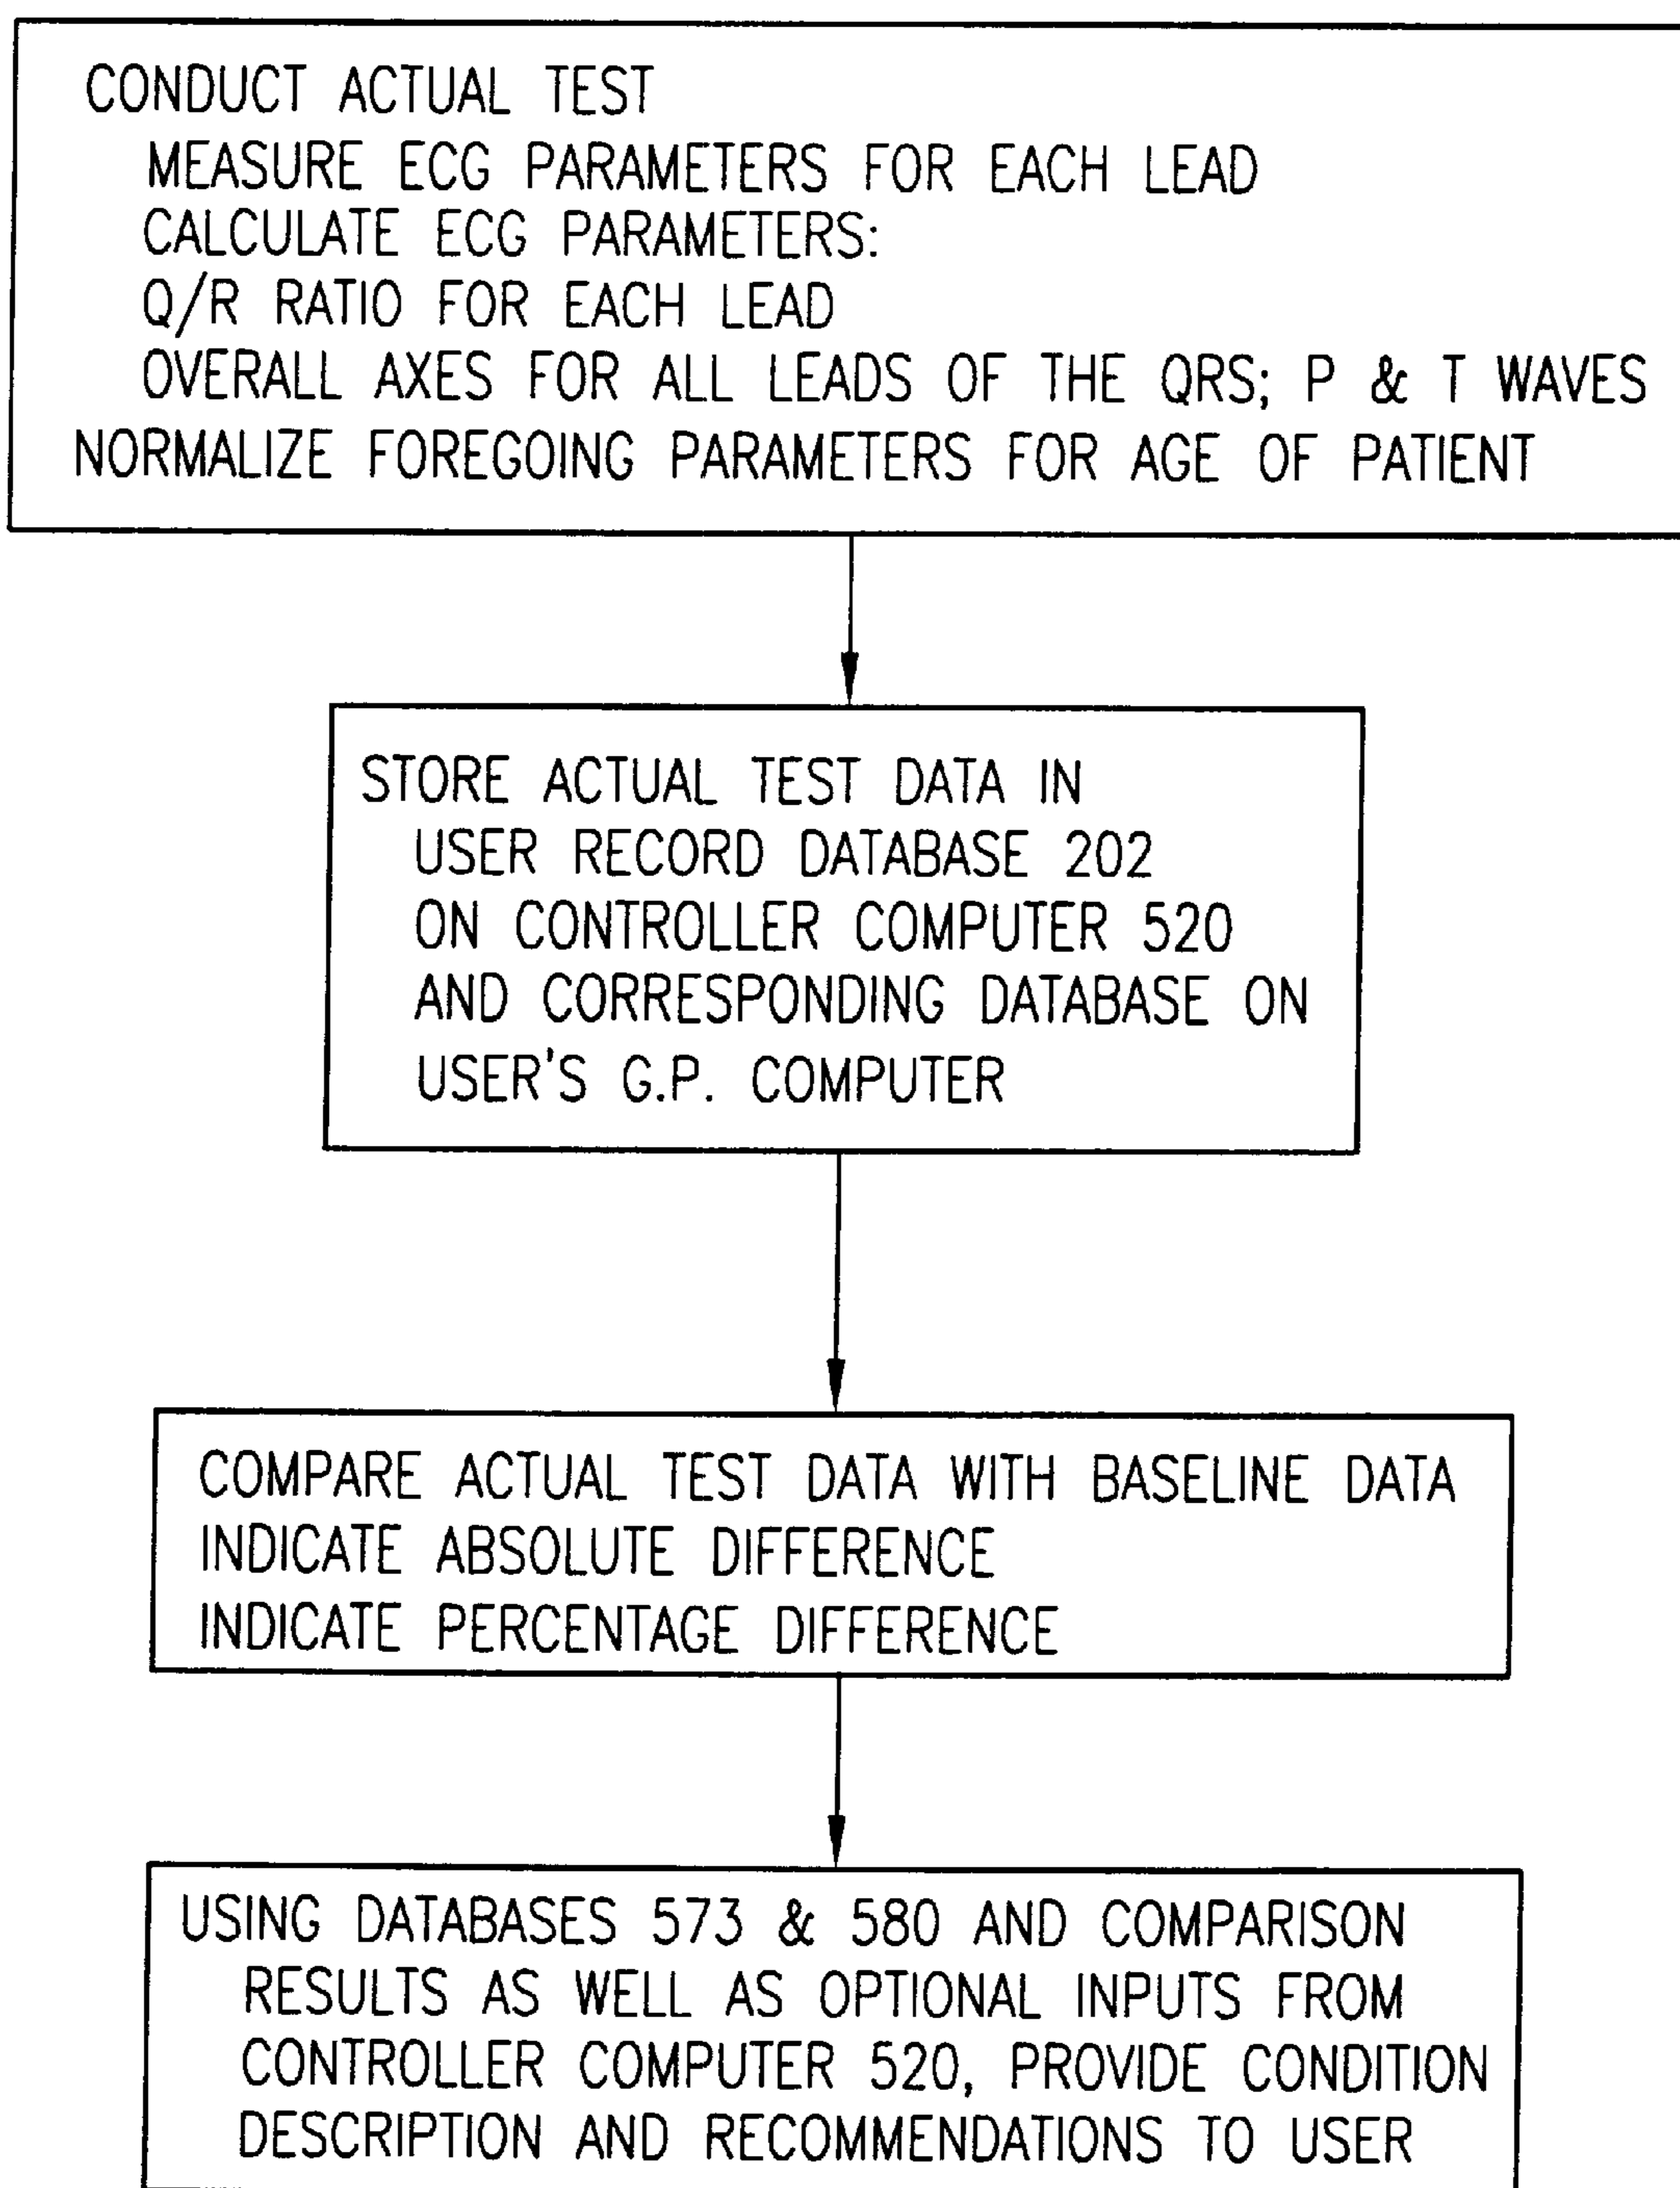 CONDUCT ACTUAL TEST
MEASURE ECG PARAMETERS FOR EACH LEAD
CALCULATE ECG PARAMETERS:
Q/R RATIO FOR EACH LEAD
OVERALL AXES FOR ALL LEADS OF THE QRS; P & T WAVES
NORMALIZE FOREGOING PARAMETERS FOR AGE OF PATIENT
STORE ACTUAL TEST DATA IN
USER RECORD DATABASE 202
ON CONTROLLER COMPUTER 520
AND CORRESPONDING DATABASE ON
USER'S G.P. COMPUTER
COMPARE ACTUAL TEST DATA WITH BASELINE DATA
INDICATE ABSOLUTE DIFFERENCE
INDICATE PERCENTAGE DIFFERENCE
USING DATABASES 573 & 580 AND COMPARISON
RESULTS AS WELL AS OPTIONAL INPUTS FROM
CONTROLLER COMPUTER 520, PROVIDE CONDITION
DESCRIPTION AND RECOMMENDATIONS TO USER